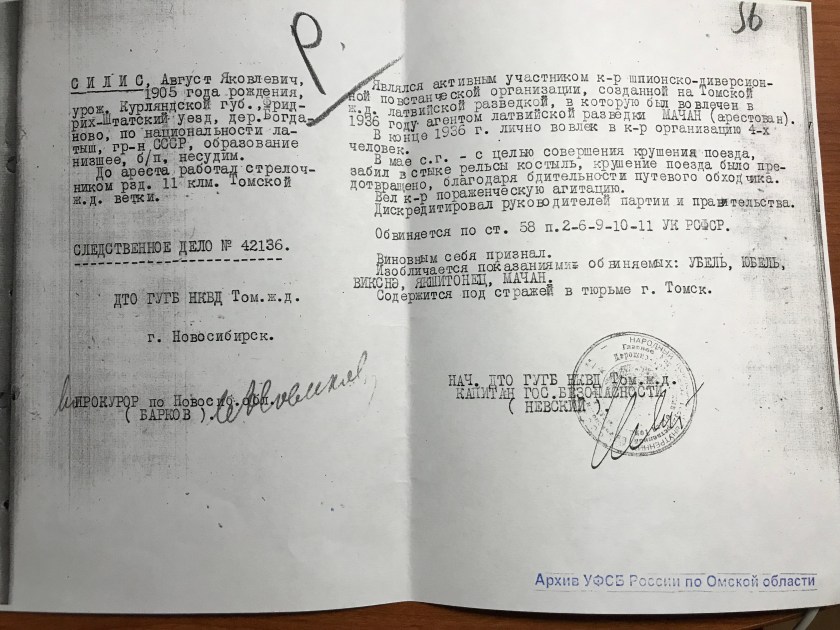 56
Р.
СИЛИС, Август Яковлевич,
1905 года рождения,
урож. Курляндской губ., Фрид-
рих-Штатский уезд, дер. Богда-
ново, по национальности ла-
тыш, гр-н СССР, образование
низшее, б/п, несудим.
До ареста работал стрелоч-
ником рзд. 11 клм. Томской
ж.д. ветки.
СЛЕДСТВЕННОЕ ДЕЛО № 42136.
ДТО ГУГБ НКВД Том.ж.д.
г. Новосибирск.
ПРОКУРОР по Новосиб.обл.
( БАРКОВ )
Являлся активным участником к-р шпионско-диверсион-
ной повстанческой организации, созданной на Томской
ж.д. латвийской разведкой, в которую был вовлечен в
1936 году агентом латвийской разведки МАЧАН (арестован).
В конце 1936 г. лично вовлек в к-р организацию 4-х
человек.
В мае с.г. - с целью совершения крушения поезда,
забил в стыке рельсы костыль, крушение поезда было пре-
дотвращено, благодаря бдительности путевого обходчика.
Вел к-р пораженческую агитацию.
Дискредитировал руководителей партии и правительства.
Обвиняется по ст. 58 п.2-6-9-10-11 УК РСФСР.
Виновным себя признал.
Изобличается показаниями обвиняемых: УБЕЛЬ, ЮБЕЛЬ,
ВИКСНЭ, ЯКШИТОНЕЦ, МАЧАН.
Содержится под стражей в тюрьме г. Томск.
НАЧ. ДТО ГУГБ НКВД Том.ж.д.
КАПИТАН ГОС.БЕЗОПАСНОСТИ
( НЕВСКИЙ ).
Архив УФСБ России по Омской области